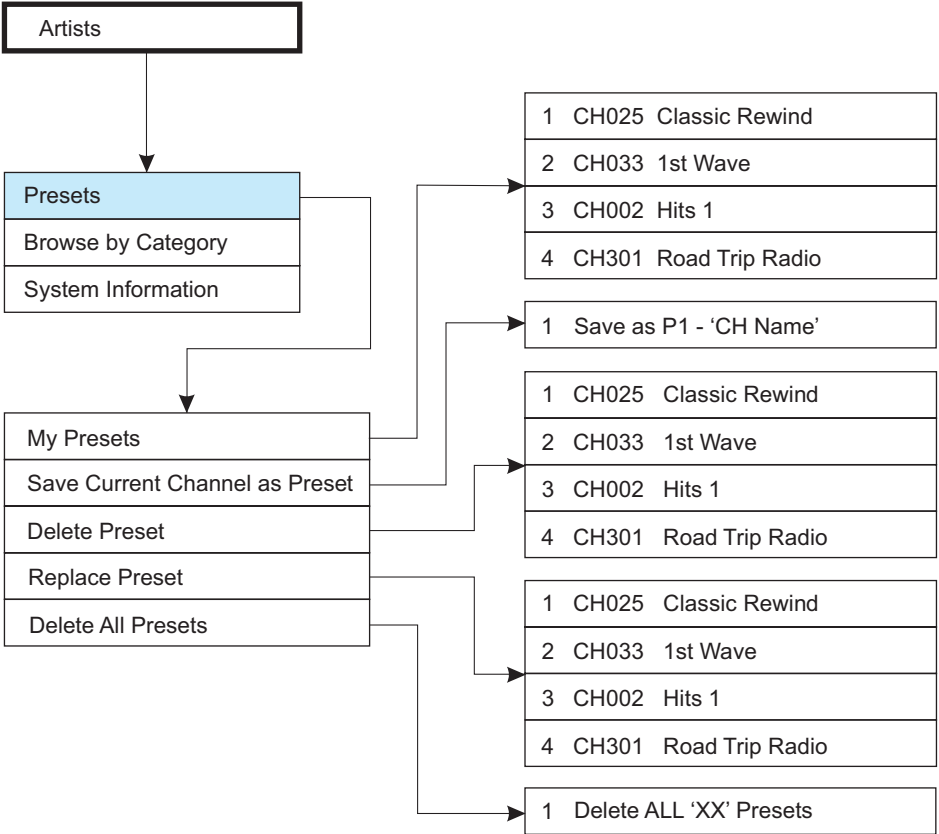 Artists
Presets
Browse by Category
System Information
My Presets
Save Current Channel as Preset
Delete Preset
Replace Preset
Delete All Presets
1 CH025 Classic Rewind
2 CH033 1st Wave
3 CH002 Hits 1
4 CH301 Road Trip Radio
1 Save as P1 - ‘CH Name’
1 CH025 Classic Rewind
2 CH033 1st Wave
3 CH002 Hits 1
4 CH301 Road Trip Radio
1 CH025 Classic Rewind
2 CH033 1st Wave
3 CH002 Hits 1
4 CH301 Road Trip Radio
1 Delete ALL ‘XX’ Presets